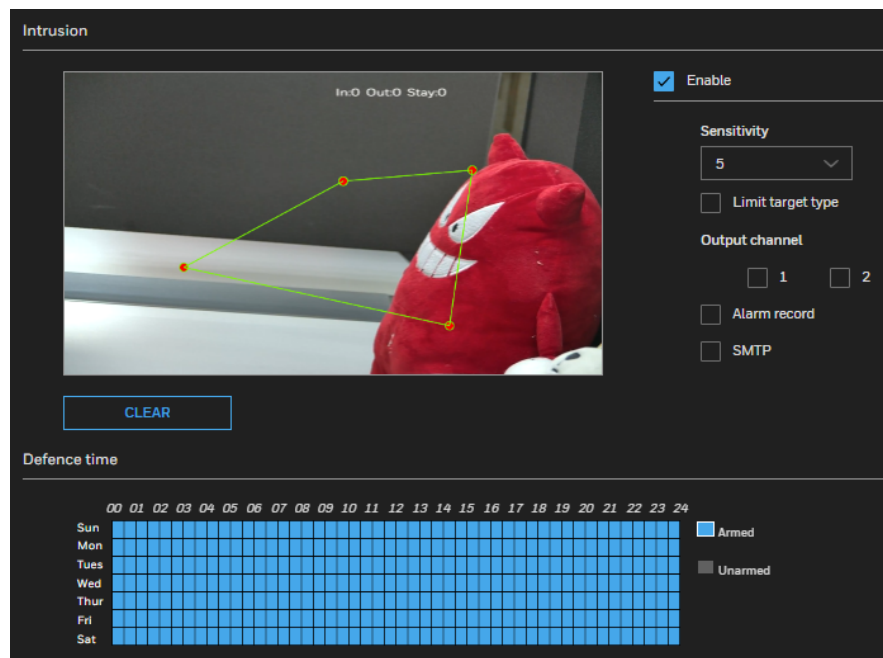 Intrusion
In:0 Out:0 Stay:0
Enable
Sensitivity
5
Limit target type
Output channel
1 2
Alarm record
SMTP
CLEAR
Defence time
00 01 02 03 04 05 06 07 08 09 10 11 12 13 14 15 16 17 18 19 20 21 22 23 24
Sun
Mon
Tues
Wed
Thur
Fri
Sat
Armed
Unarmed